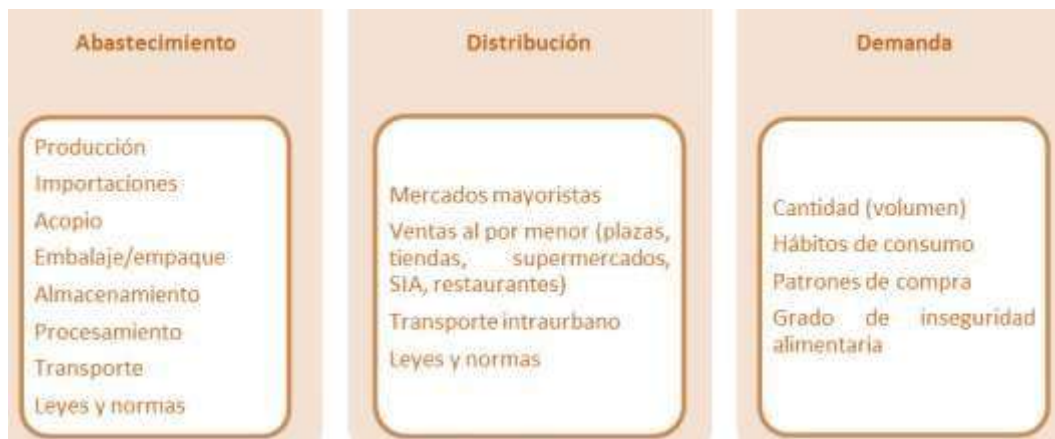 Abastecimiento
Producción
Importaciones
Acopio
Embalaje/empaque
Almacenamiento
Procesamiento
Transporte
Leyes y normas
Distribución
Mercados mayoristas
Ventas al por menor (plazas,
tiendas, supermercados,
SIA, restaurantes)
Transporte intraurbano
Leyes y normas
Demanda
Cantidad (volumen)
Hábitos de consumo
Patrones de compra
Grado de inseguridad
alimentaria